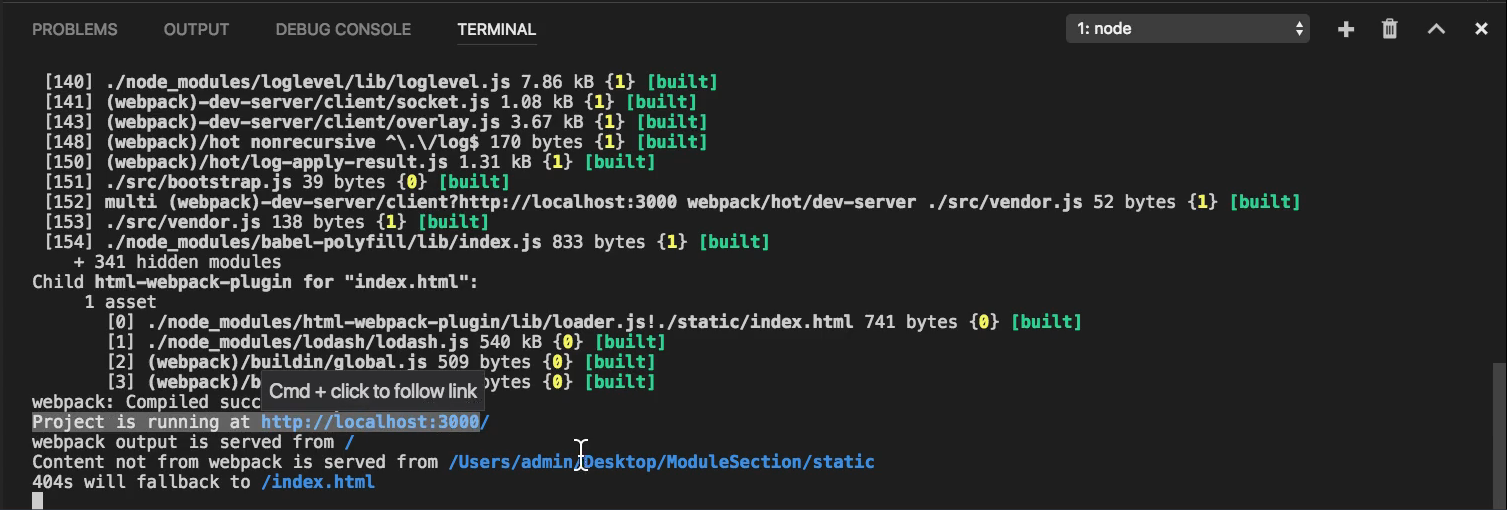 PROBLEMS OUTPUT DEBUG CONSOLE TERMINAL 1: node
[140] ./node_modules/loglevel/lib/loglevel.js 7.86 kB {1} [built]
[141] (webpack)-dev-server/client/socket.js 1.08 kB {1} [built]
[143] (webpack)-dev-server/client/overlay.js 3.67 kB {1} [built]
[148] (webpack)/hot nonrecursive ^\.\/log$ 170 bytes {1} [built]
[150] (webpack)/hot/log-apply-result.js 1.31 kB {1} [built]
[151] ./src/bootstrap.js 39 bytes {0} [built]
[152] multi (webpack)-dev-server/client?http://localhost:3000 webpack/hot/dev-server ./src/vendor.js 52 bytes {1} [built]
[153] ./src/vendor.js 138 bytes {1} [built]
[154] ./node_modules/babel-polyfill/lib/index.js 833 bytes {1} [built]
+ 341 hidden modules
Child html-webpack-plugin for "index.html":
1 asset
[0] ./node_modules/html-webpack-plugin/lib/loader.js!./static/index.html 741 bytes {0} [built]
[1] ./node_modules/lodash/lodash.js 540 kB {0} [built]
[2] (webpack)/buildin/global.js 509 bytes {0} [built]
[3] (webpack)/b ytes {0} [built]
Cmd + click to follow link
webpack: Compiled succ
Project is running at http://localhost:3000/
webpack output is served from /
Content not from webpack is served from /Users/admin/Desktop/ModuleSection/static
404s will fallback to /index.html